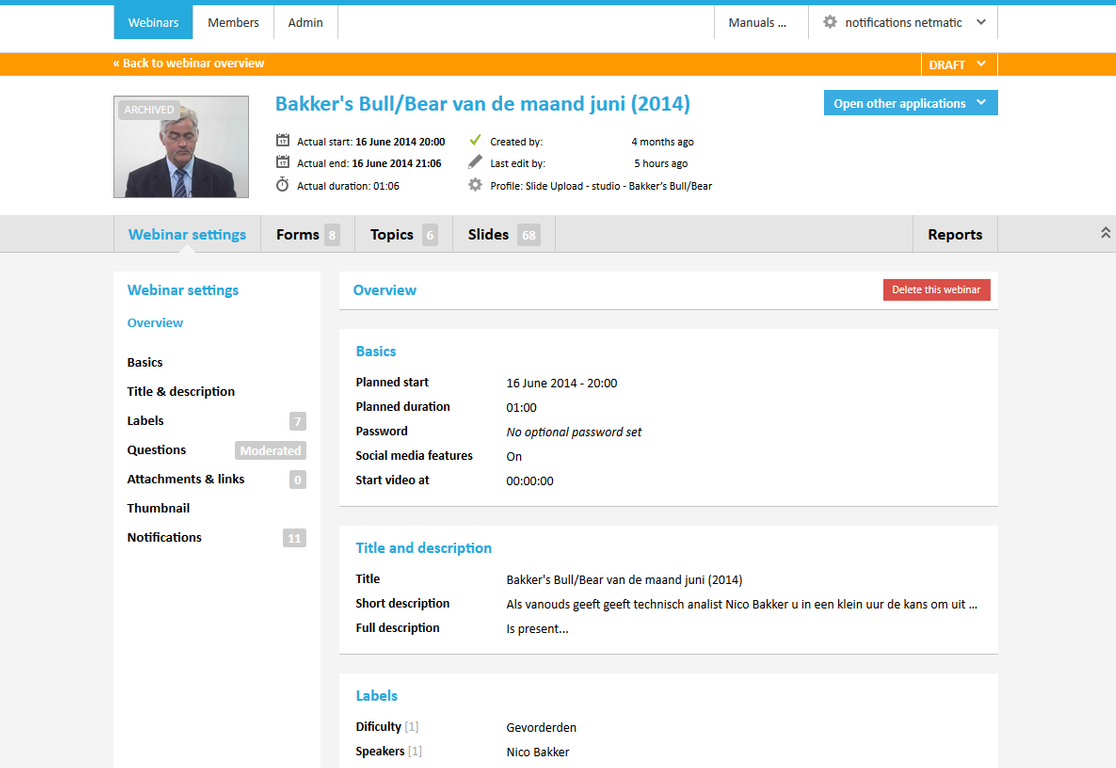 Webinars Members Admin Manuals ... notifications netmatic
« Back to webinar overview DRAFT
ARCHIVED
Bakker's Bull/Bear van de maand juni (2014)
Open other applications
Actual start: 16 June 2014 20:00 Created by: 4 months ago
Actual end: 16 June 2014 21:06 Last edit by: 5 hours ago
Actual duration: 01:06 Profile: Slide Upload - studio - Bakker's Bull/Bear
Webinar settings Forms 8 Topics 6 Slides 68 Reports
Webinar settings
Overview
Basics
Title & description
Labels 7
Questions Moderated
Attachments & links 0
Thumbnail
Notifications 11
Overview Delete this webinar
Basics
Planned start 16 June 2014 - 20:00
Planned duration 01:00
Password No optional password set
Social media features On
Start video at 00:00:00
Title and description
Title Bakker's Bull/Bear van de maand juni (2014)
Short description Als vanouds geeft geeft technisch analist Nico Bakker u in een klein uur de kans om uit ...
Full description Is present...
Labels
Dificulty [1] Gevorderden
Speakers [1] Nico Bakker